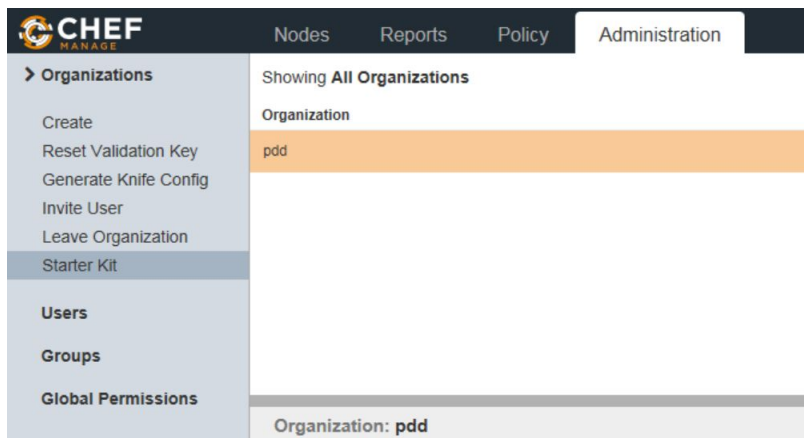 CHEF
MANAGE
Nodes Reports Policy Administration
Organizations
Create
Reset Validation Key
Generate Knife Config
Invite User
Leave Organization
Starter Kit
Users
Groups
Global Permissions
Showing All Organizations
Organization
pdd
Organization: pdd